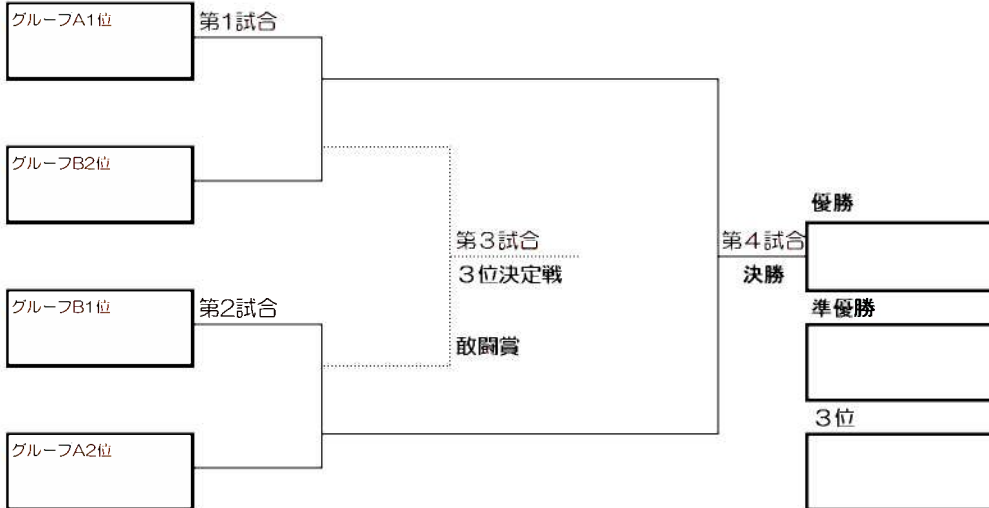 グループA1位
第1試合
グループB2位
優勝
第3試合
第4試合
3位決定戦
決勝
グループB1位
第2試合
準優勝
敢闘賞
3位
グループA2位